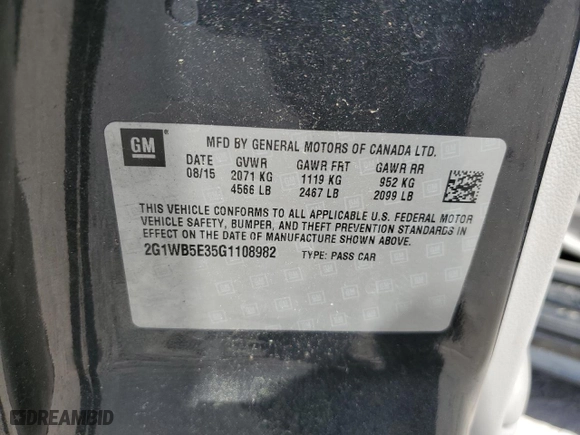 GM
MFD BY GENERAL MOTORS OF CANADA LTD.
DATE GVWR GAWR FRT GAWR RR
08/15 2071 KG 1119 KG 952 KG
4566 LB 2467 LB 2099 LB
THIS VEHICLE CONFORMS TO ALL APPLICABLE U.S. FEDERAL MOTOR
VEHICLE SAFETY, BUMPER, AND THEFT PREVENTION STANDARDS IN
EFFECT ON THE DATE OF MANUFACTURE SHOWN ABOVE.
2G1WB5E35G1108982 TYPE: PASS CAR
DREAMBID